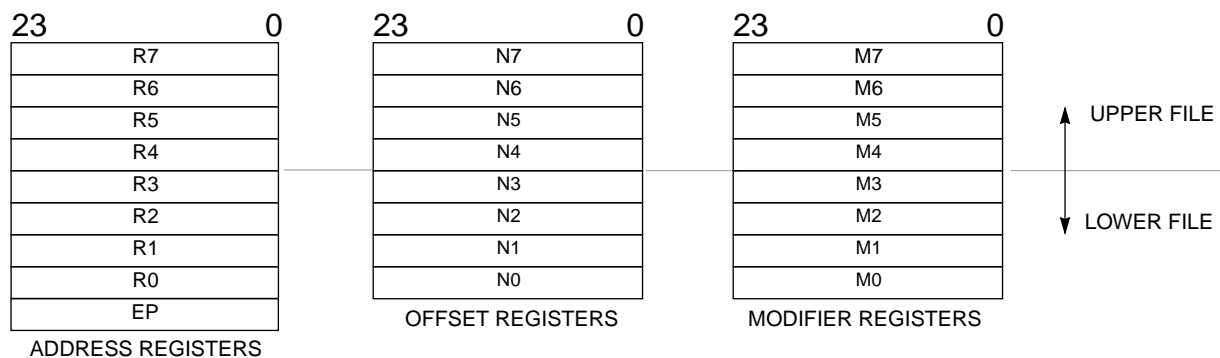 23 0 23 0 23 0
R7 N7 M7
R6 N6 M6
R5 N5 M5 UPPER FILE
R4 N4 M4
R3 N3 M3
R2 N2 M2 LOWER FILE
R1 N1 M1
R0 N0 M0
EP
OFFSET REGISTERS MODIFIER REGISTERS
ADDRESS REGISTERS